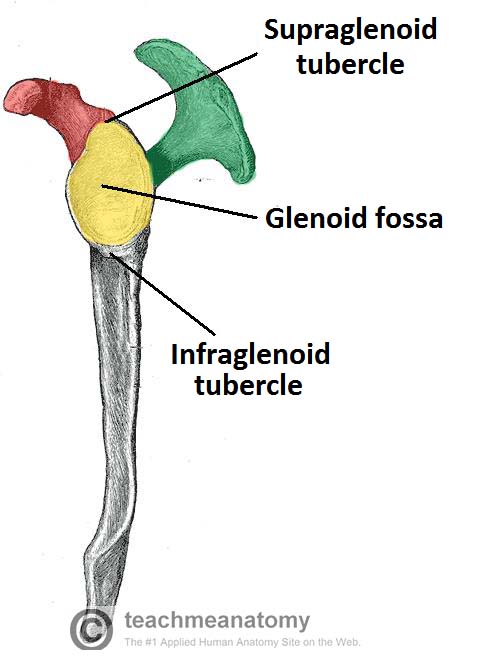 Supraglenoid
tubercle
Glenoid fossa
Infraglenoid
tubercle
© teachmeanatomy
The #1 Applied Human Anatomy Site on the Web.